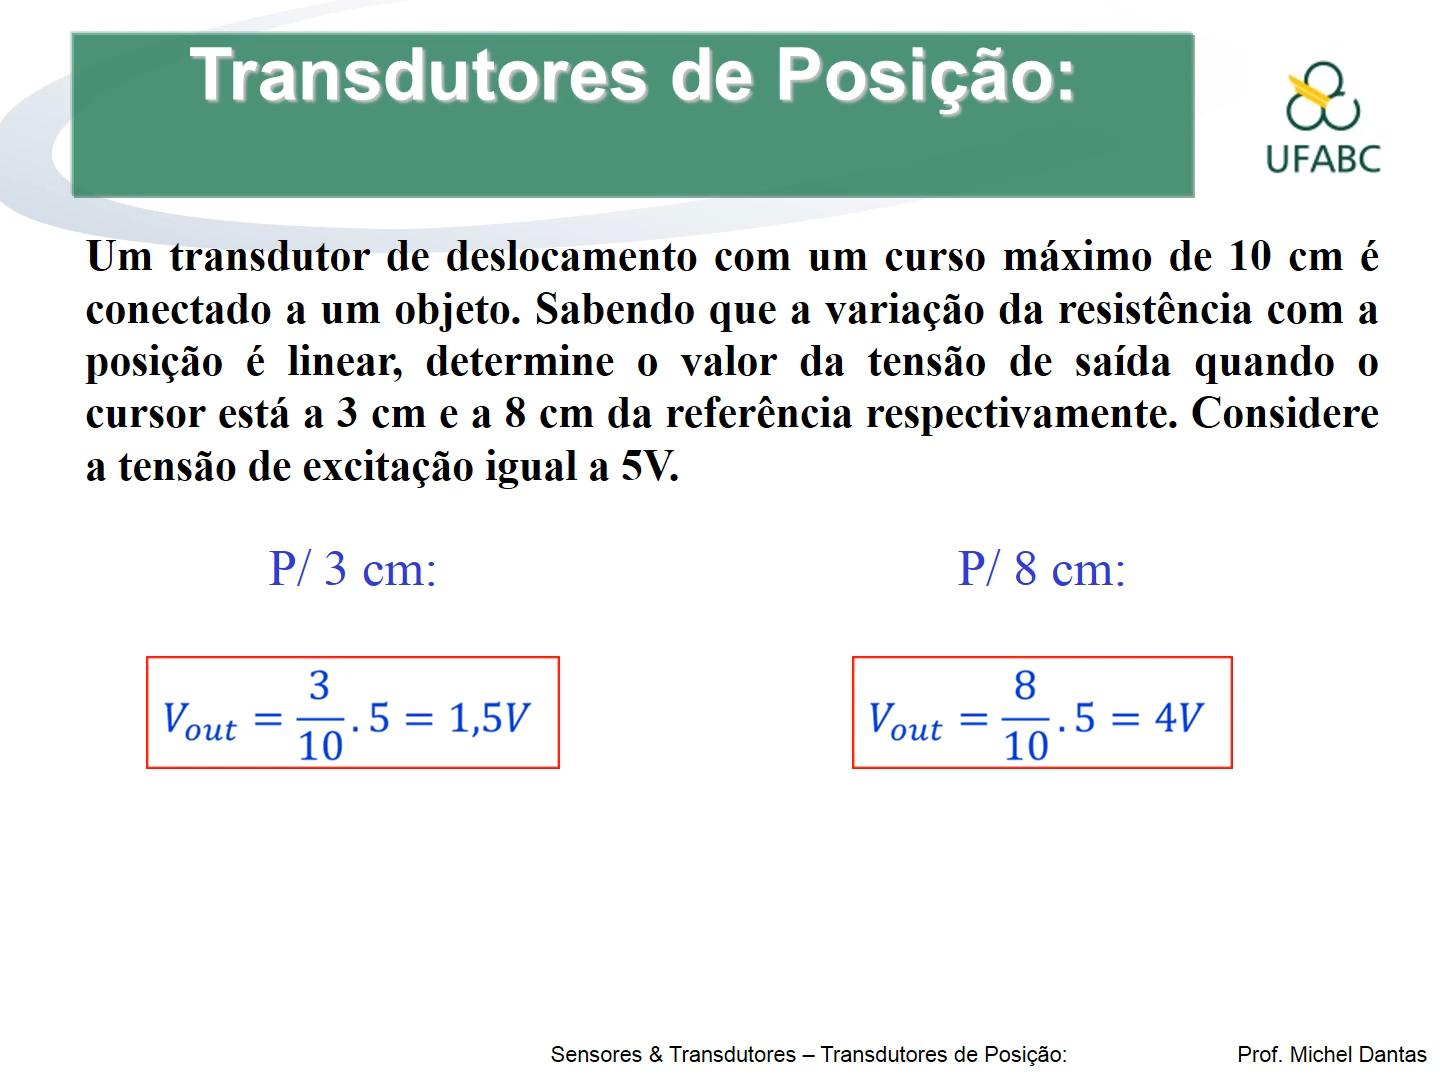 Transdutores de Posição:
UFABC
Um transdutor de deslocamento com um curso máximo de 10 cm é
conectado a um objeto. Sabendo que a variação da resistência com a
posição é linear, determine o valor da tensão de saída quando o
cursor está a 3 cm e a 8 cm da referência respectivamente. Considere
a tensão de excitação igual a 5V.
P/ 3 cm:
V_out = 3/10 . 5 = 1,5V
P/ 8 cm:
V_out = 8/10 . 5 = 4V
Sensores & Transdutores – Transdutores de Posição:
Prof. Michel Dantas